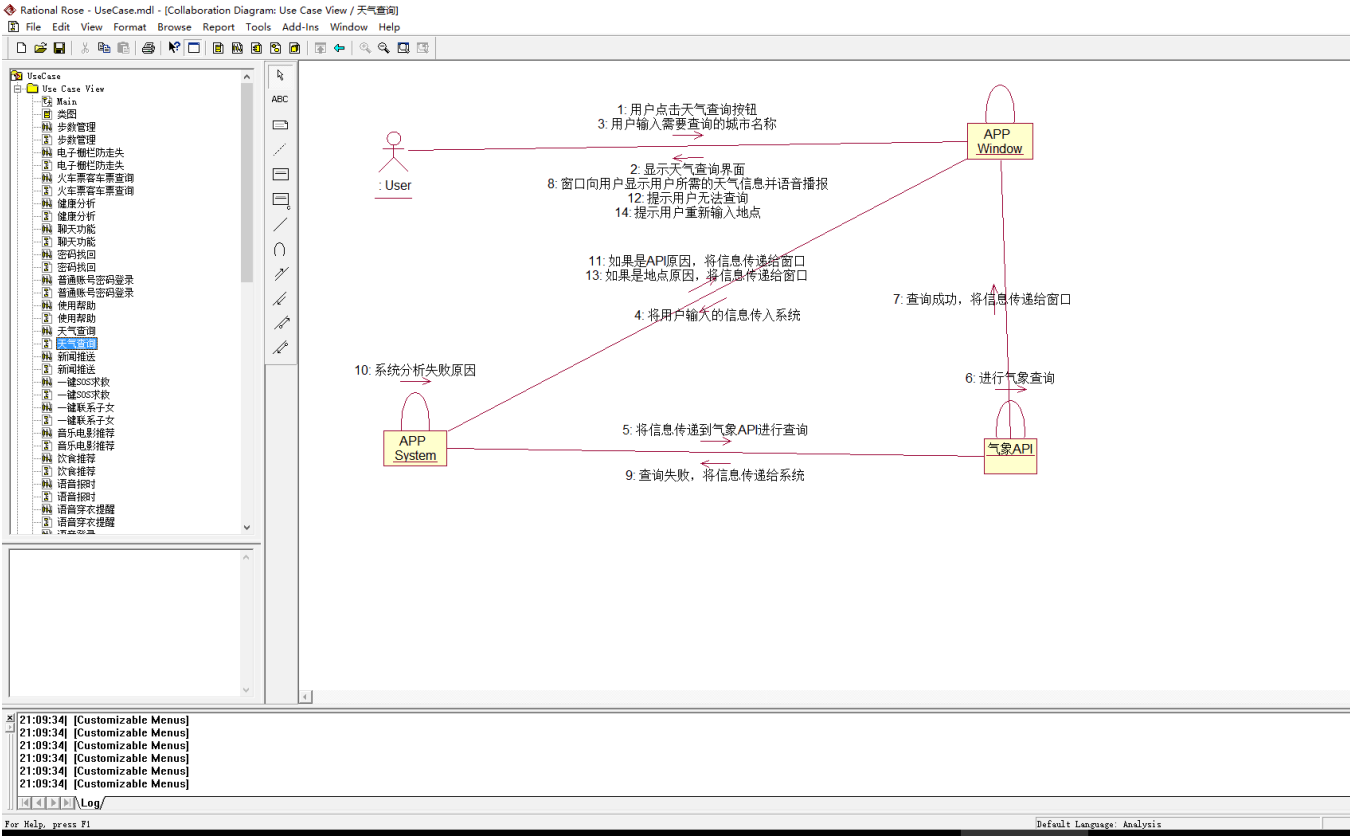 Rational Rose - UseCase.mdl - [Collaboration Diagram: Use Case View / 天气查询]
File Edit View Format Browse Report Tools Add-Ins Window Help
UseCase
Use Case View
Main
类图
步数管理
步数管理
电子栅栏防走失
电子栅栏防走失
火车票客车票查询
火车票客车票查询
健康分析
健康分析
聊天功能
聊天功能
密码找回
密码找回
普通账号密码登录
普通账号密码登录
使用帮助
使用帮助
天气查询
天气查询
新闻推送
新闻推送
一键SOS求救
一键SOS求救
一键联系子女
一键联系子女
音乐电影推荐
音乐电影推荐
饮食推荐
饮食推荐
语音报时
语音报时
语音穿衣提醒
语音穿衣提醒
ABC
1: 用户点击天气查询按钮
3: 用户输入需要查询的城市名称
APP
Window
: User
2: 显示天气查询界面
8: 窗口向用户显示用户所需的天气信息并语音播报
12: 提示用户无法查询
14: 提示用户重新输入地点
11: 如果是API原因，将信息传递给窗口
13: 如果是地点原因，将信息传递给窗口
7: 查询成功，将信息传递给窗口
4: 将用户输入的信息传入系统
10: 系统分析失败原因
6: 进行气象查询
5: 将信息传递到气象API进行查询
APP
System
气象API
9: 查询失败，将信息传递给系统
21:09:34| [Customizable Menus]
21:09:34| [Customizable Menus]
21:09:34| [Customizable Menus]
21:09:34| [Customizable Menus]
21:09:34| [Customizable Menus]
21:09:34| [Customizable Menus]
Log
For Help, press F1
Default Language: Analysis